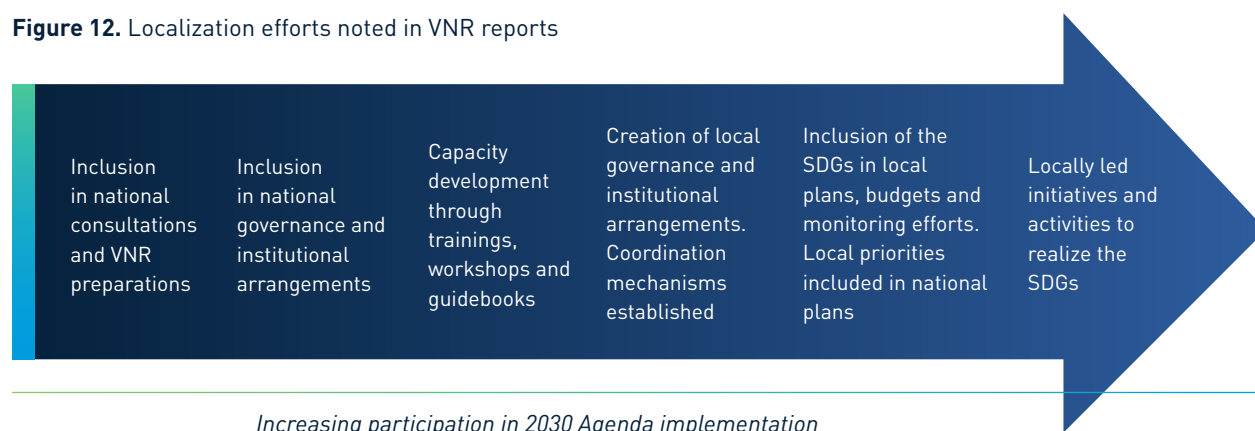 Figure 12. Localization efforts noted in VNR reports
Inclusion
in national
consultations
and VNR
preparations
Inclusion
in national
governance and
institutional
arrangements
Capacity
development
through
trainings,
workshops and
guidebooks
Creation of local
governance and
institutional
arrangements.
Coordination
mechanisms
established
Inclusion of the
SDGs in local
plans, budgets and
monitoring efforts.
Local priorities
included in national
plans
Locally led
initiatives and
activities to
realize the
SDGs
Increasing participation in 2030 Agenda implementation